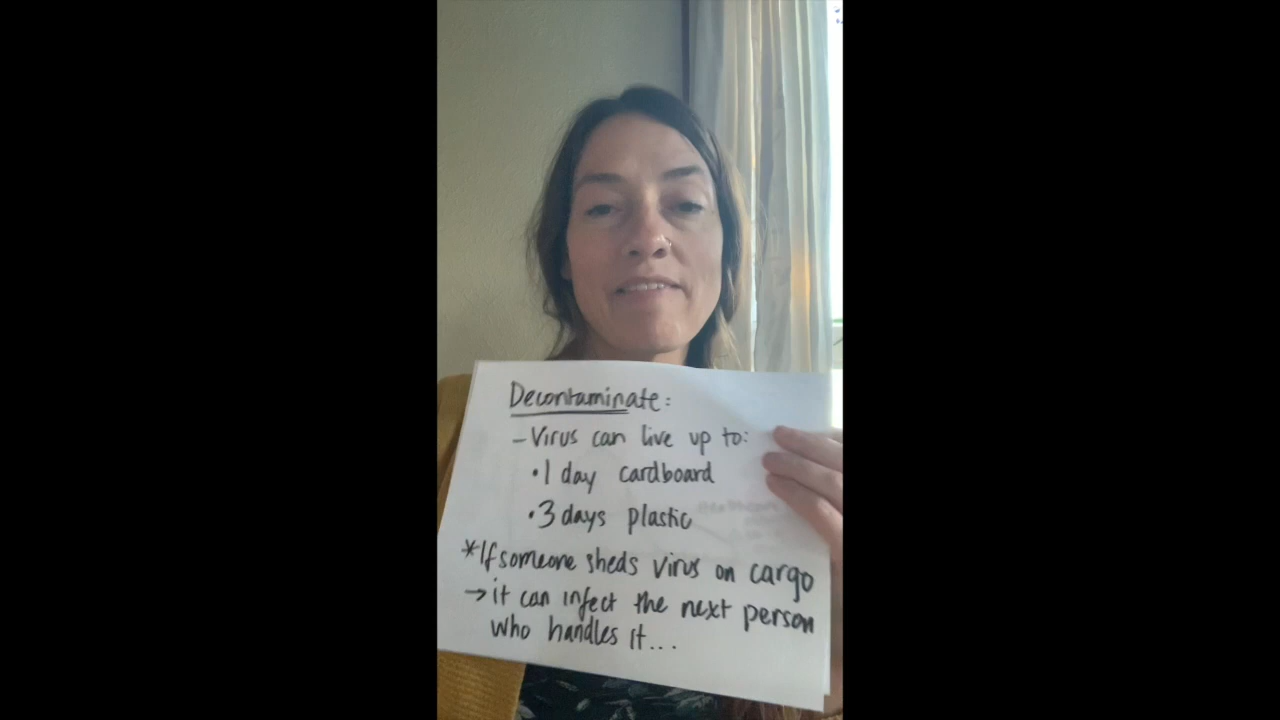 Decontaminate:
- Virus can live up to:
• 1 day cardboard
• 3 days plastic
*If someone sheds virus on cargo
→ it can infect the next person
who handles it...